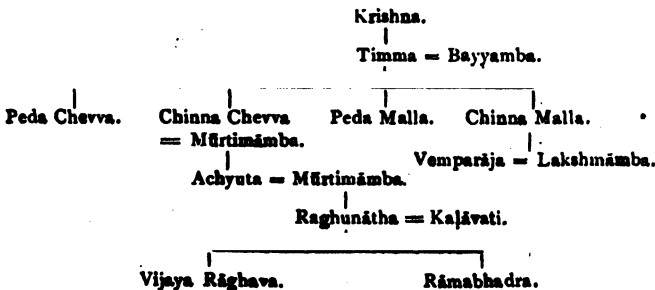 Krishna.
Timma = Bayyamba.
Peda Chevva. Chinna Chevva Peda Malla. Chinna Malla.
= Mūrtimāmba.
Vemparāja = Lakshmāmba.
Achyuta = Mūrtimāmba.
Raghunātha = Kaḷāvati.
Vijaya Rāghava. Rāmabhadra.